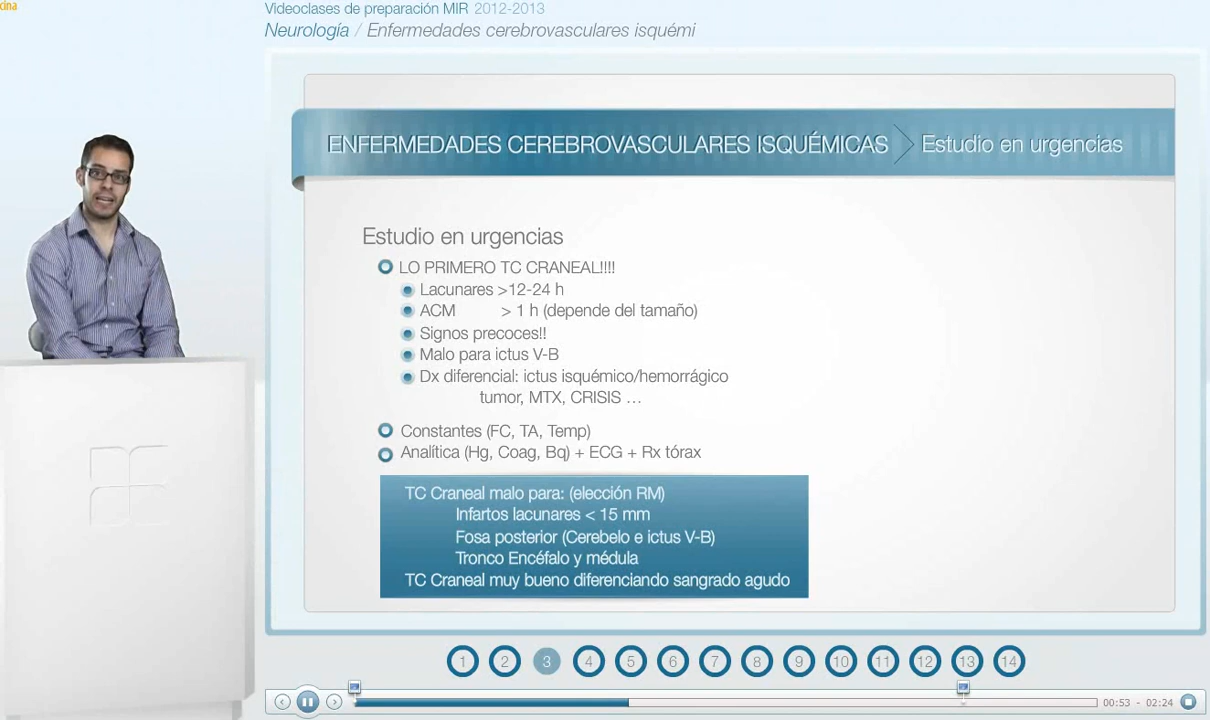 cina
Videoclases de preparación MIR 2012-2013
Neurología / Enfermedades cerebrovasculares isquémi
ENFERMEDADES CEREBROVASCULARES ISQUÉMICAS
Estudio en urgencias
Estudio en urgencias
LO PRIMERO TC CRANEAL!!!!
Lacunares >12-24 h
ACM > 1 h (depende del tamaño)
Signos precoces!!
Malo para ictus V-B
Dx diferencial: ictus isquémico/hemorrágico
tumor, MTX, CRISIS ...
Constantes (FC, TA, Temp)
Analítica (Hg, Coag, Bq) + ECG + Rx tórax
TC Craneal malo para: (elección RM)
Infartos lacunares < 15 mm
Fosa posterior (Cerebelo e ictus V-B)
Tronco Encéfalo y médula
TC Craneal muy bueno diferenciando sangrado agudo
1 2 3 4 5 6 7 8 9 10 11 12 13 14
00:53 - 02:24